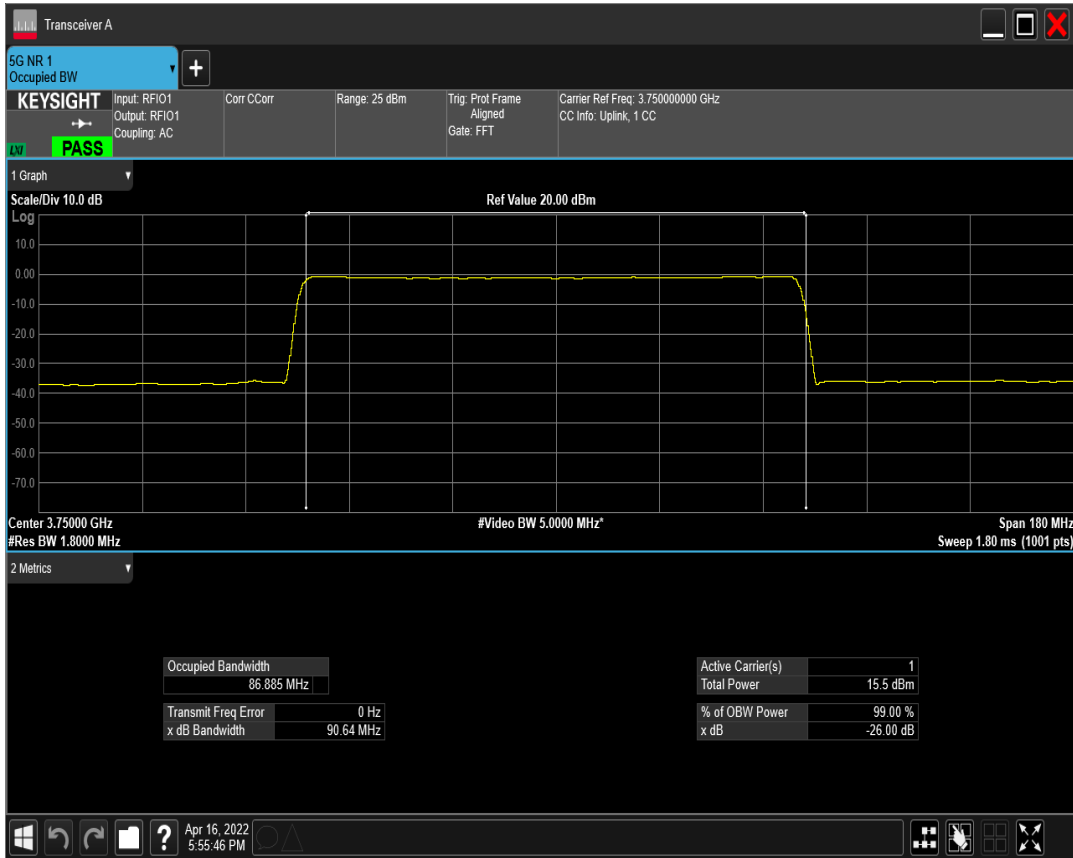 Transceiver A
5G NR 1
Occupied BW
+
KEYSIGHT
LXI
PASS
Input: RFIO1
Output: RFIO1
Coupling: AC
Corr CCorr
Range: 25 dBm
Trig: Prot Frame
Aligned
Gate: FFT
Carrier Ref Freq: 3.750000000 GHz
CC Info: Uplink, 1 CC
1 Graph
Scale/Div 10.0 dB
Ref Value 20.00 dBm
Log
10.0
0.00
-10.0
-20.0
-30.0
-40.0
-50.0
-60.0
-70.0
Center 3.75000 GHz
#Video BW 5.0000 MHz*
Span 180 MHz
#Res BW 1.8000 MHz
Sweep 1.80 ms (1001 pts)
2 Metrics
Occupied Bandwidth
86.885 MHz
Transmit Freq Error 0 Hz
x dB Bandwidth 90.64 MHz
Active Carrier(s) 1
Total Power 15.5 dBm
% of OBW Power 99.00 %
x dB -26.00 dB
?
Apr 16, 2022
5:55:46 PM